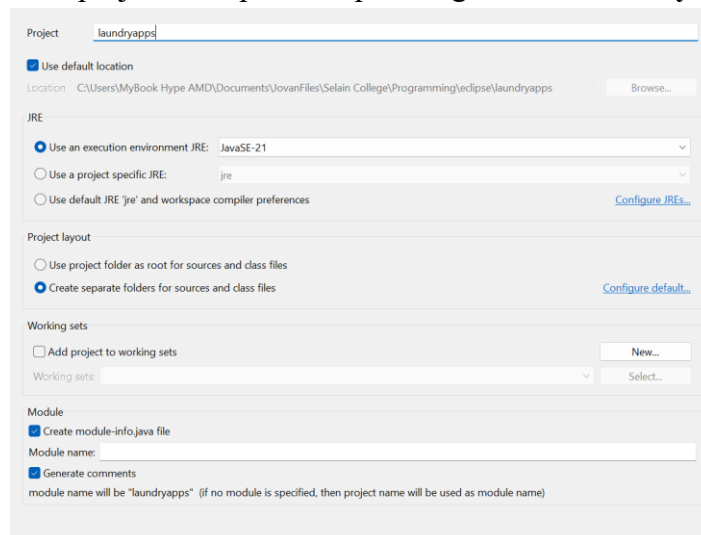 Project laundryapps
Use default location
Location C:\Users\MyBook Hype AMD\Documents\JovanFiles\Selain College\Programming\eclipse\laundryapps Browse...
JRE
Use an execution environment JRE: JavaSE-21
Use a project specific JRE: jre
Use default JRE 'jre' and workspace compiler preferences Configure JREs...
Project layout
Use project folder as root for sources and class files
Create separate folders for sources and class files Configure default...
Working sets
Add project to working sets New...
Working sets: Select...
Module
Create module-info.java file
Module name:
Generate comments
module name will be "laundryapps" (if no module is specified, then project name will be used as module name)